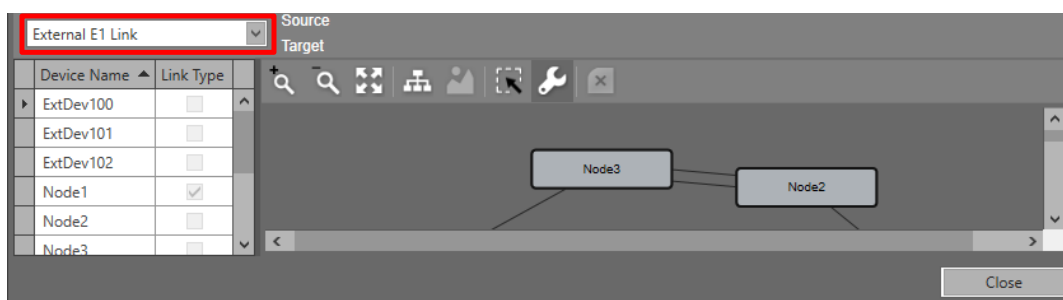 External E1 Link
Source
Target
Device Name Link Type
ExtDev100
ExtDev101
ExtDev102
Node1
Node2
Node3
Node3
Node2
Close